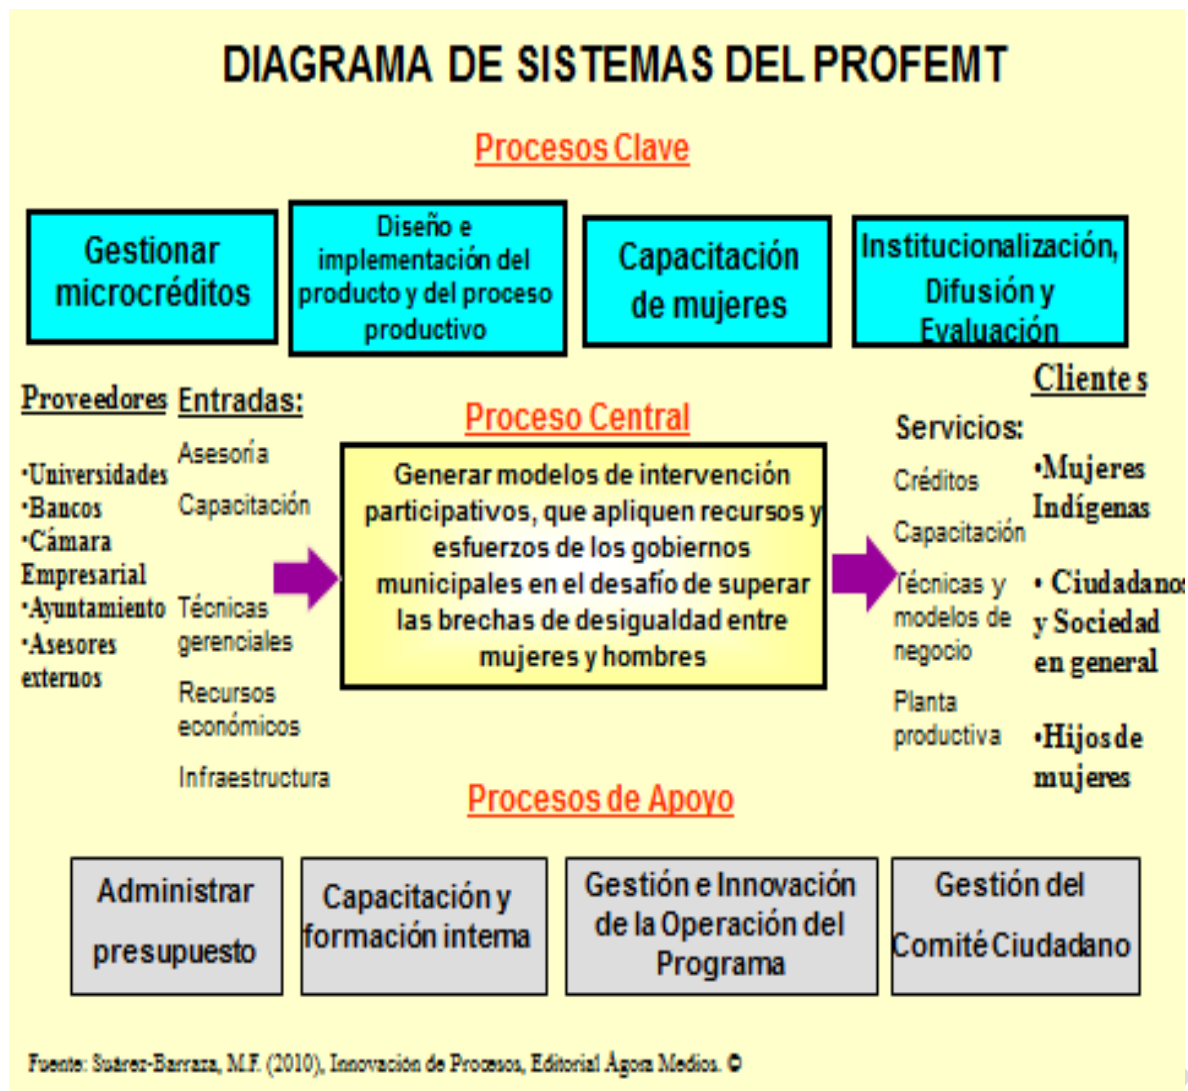 DIAGRAMA DE SISTEMAS DEL PROFEMT
Procesos Clave
Gestionar
microcréditos
Diseño e
implementación del
producto y del proceso
productivo
Capacitación
de mujeres
Institucionalización,
Difusión y
Evaluación
Proveedores
•Universidades
•Bancos
•Cámara
Empresarial
•Ayuntamiento
•Asesores
externos
Entradas:
Asesoría
Capacitación
Técnicas
gerenciales
Recursos
económicos
Infraestructura
Proceso Central
Generar modelos de intervención
participativos, que apliquen recursos y
esfuerzos de los gobiernos
municipales en el desafío de superar
las brechas de desigualdad entre
mujeres y hombres
Servicios:
Créditos
Capacitación
Técnicas y
modelos de
negocio
Planta
productiva
Clientes
•Mujeres
Indígenas
• Ciudadanos
y Sociedad
en general
•Hijos de
mujeres
Procesos de Apoyo
Administrar
presupuesto
Capacitación y
formación interna
Gestión e Innovación
de la Operación del
Programa
Gestión del
Comité Ciudadano
Fuente: Suárez-Barraza, M.F. (2010), Innovación de Procesos, Editorial Ágora Medios. ©